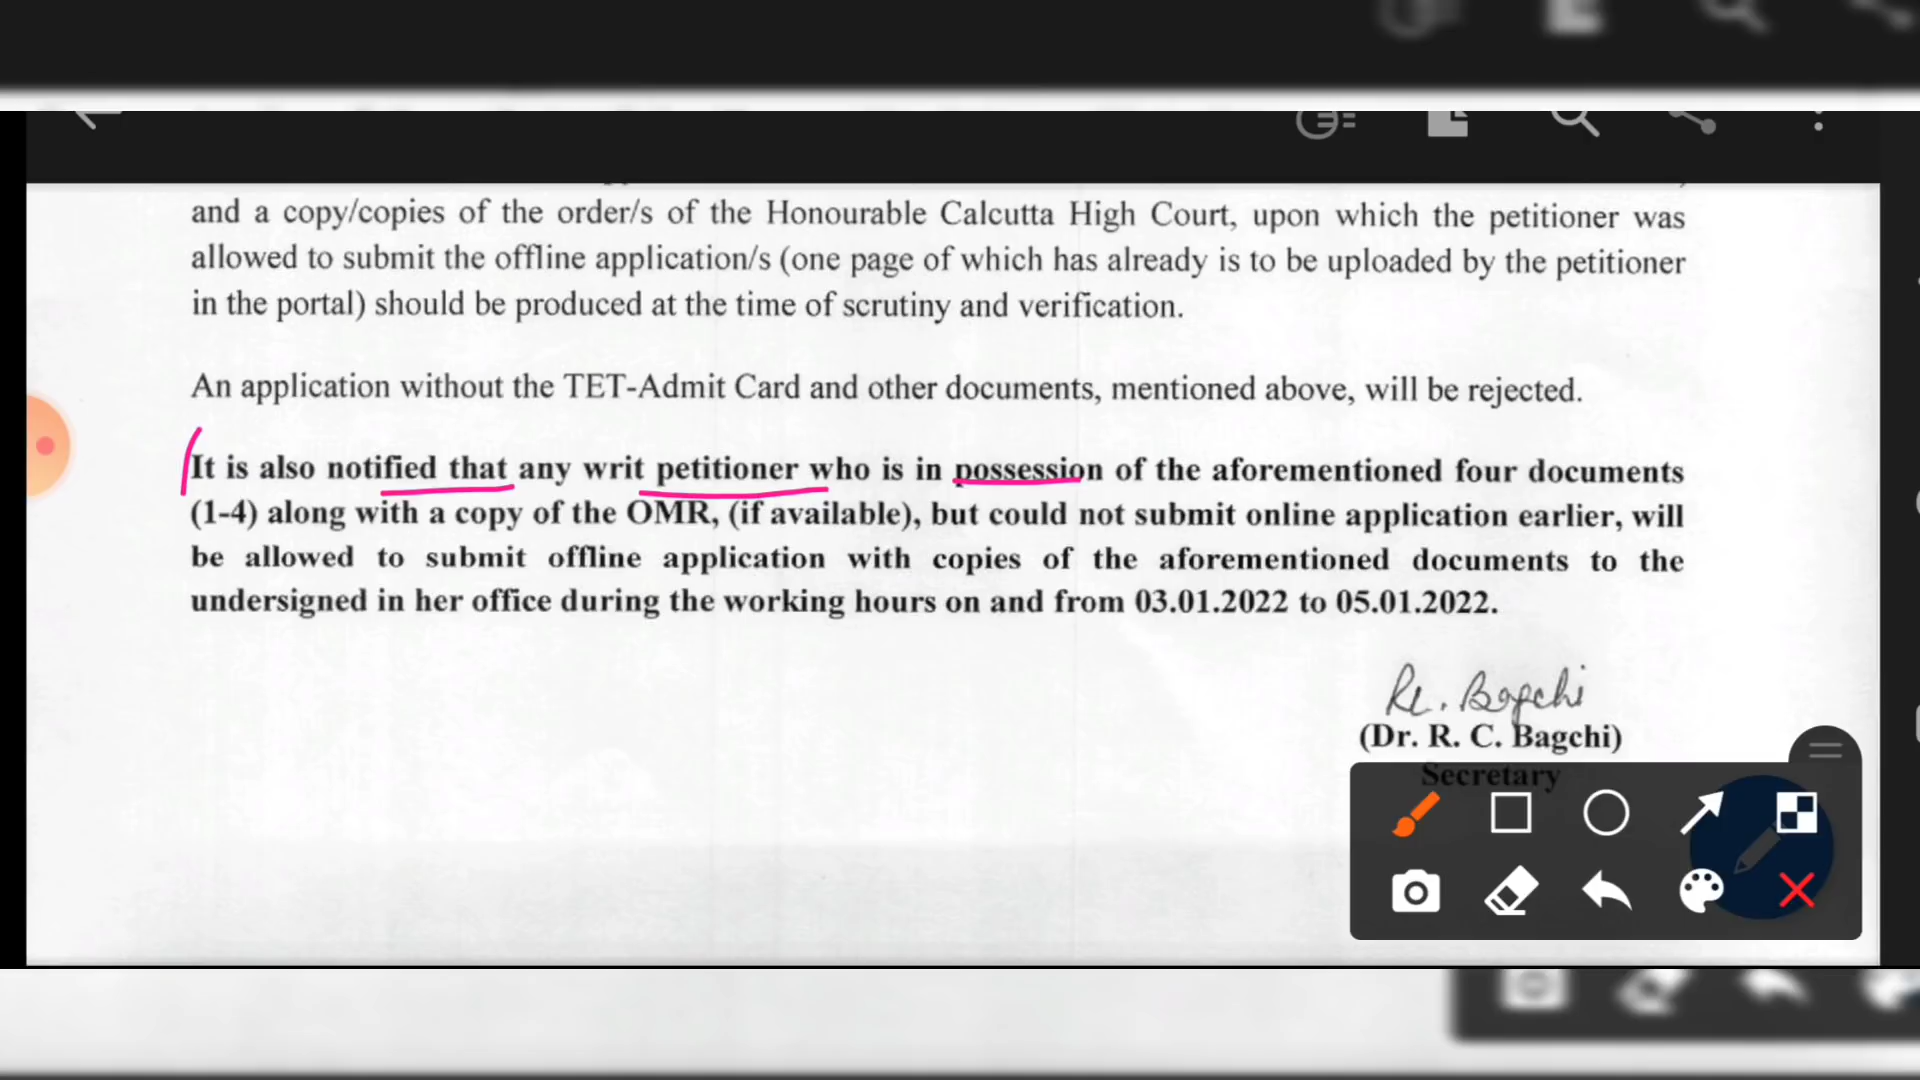 and a copy/copies of the order/s of the Honourable Calcutta High Court, upon which the petitioner was
allowed to submit the offline application/s (one page of which has already is to be uploaded by the petitioner
in the portal) should be produced at the time of scrutiny and verification.
An application without the TET-Admit Card and other documents, mentioned above, will be rejected.
It is also notified that any writ petitioner who is in possession of the aforementioned four documents
(1-4) along with a copy of the OMR, (if available), but could not submit online application earlier, will
be allowed to submit offline application with copies of the aforementioned documents to the
undersigned in her office during the working hours on and from 03.01.2022 to 05.01.2022.
Rc. Bagchi
(Dr. R. C. Bagchi)
Secretary